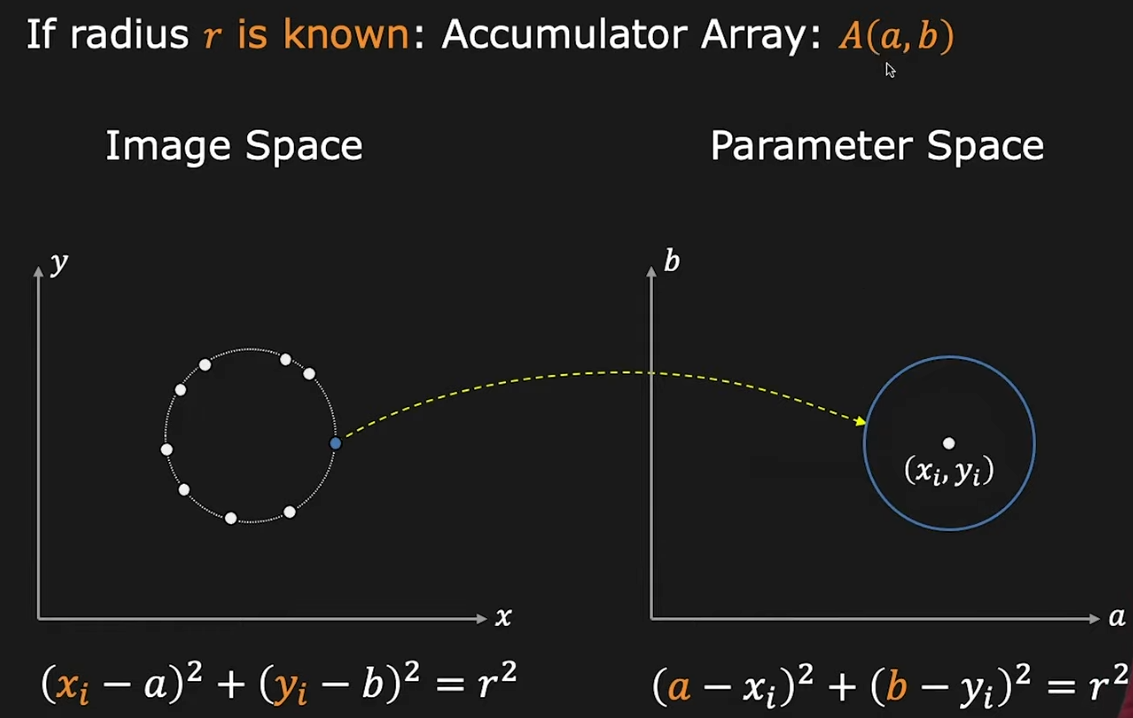 If radius r is known: Accumulator Array: A(a, b)
Image Space
Parameter Space
y
b
(xᵢ, yᵢ)
x
a
(xᵢ − a)² + (yᵢ − b)² = r²
(a − xᵢ)² + (b − yᵢ)² = r²